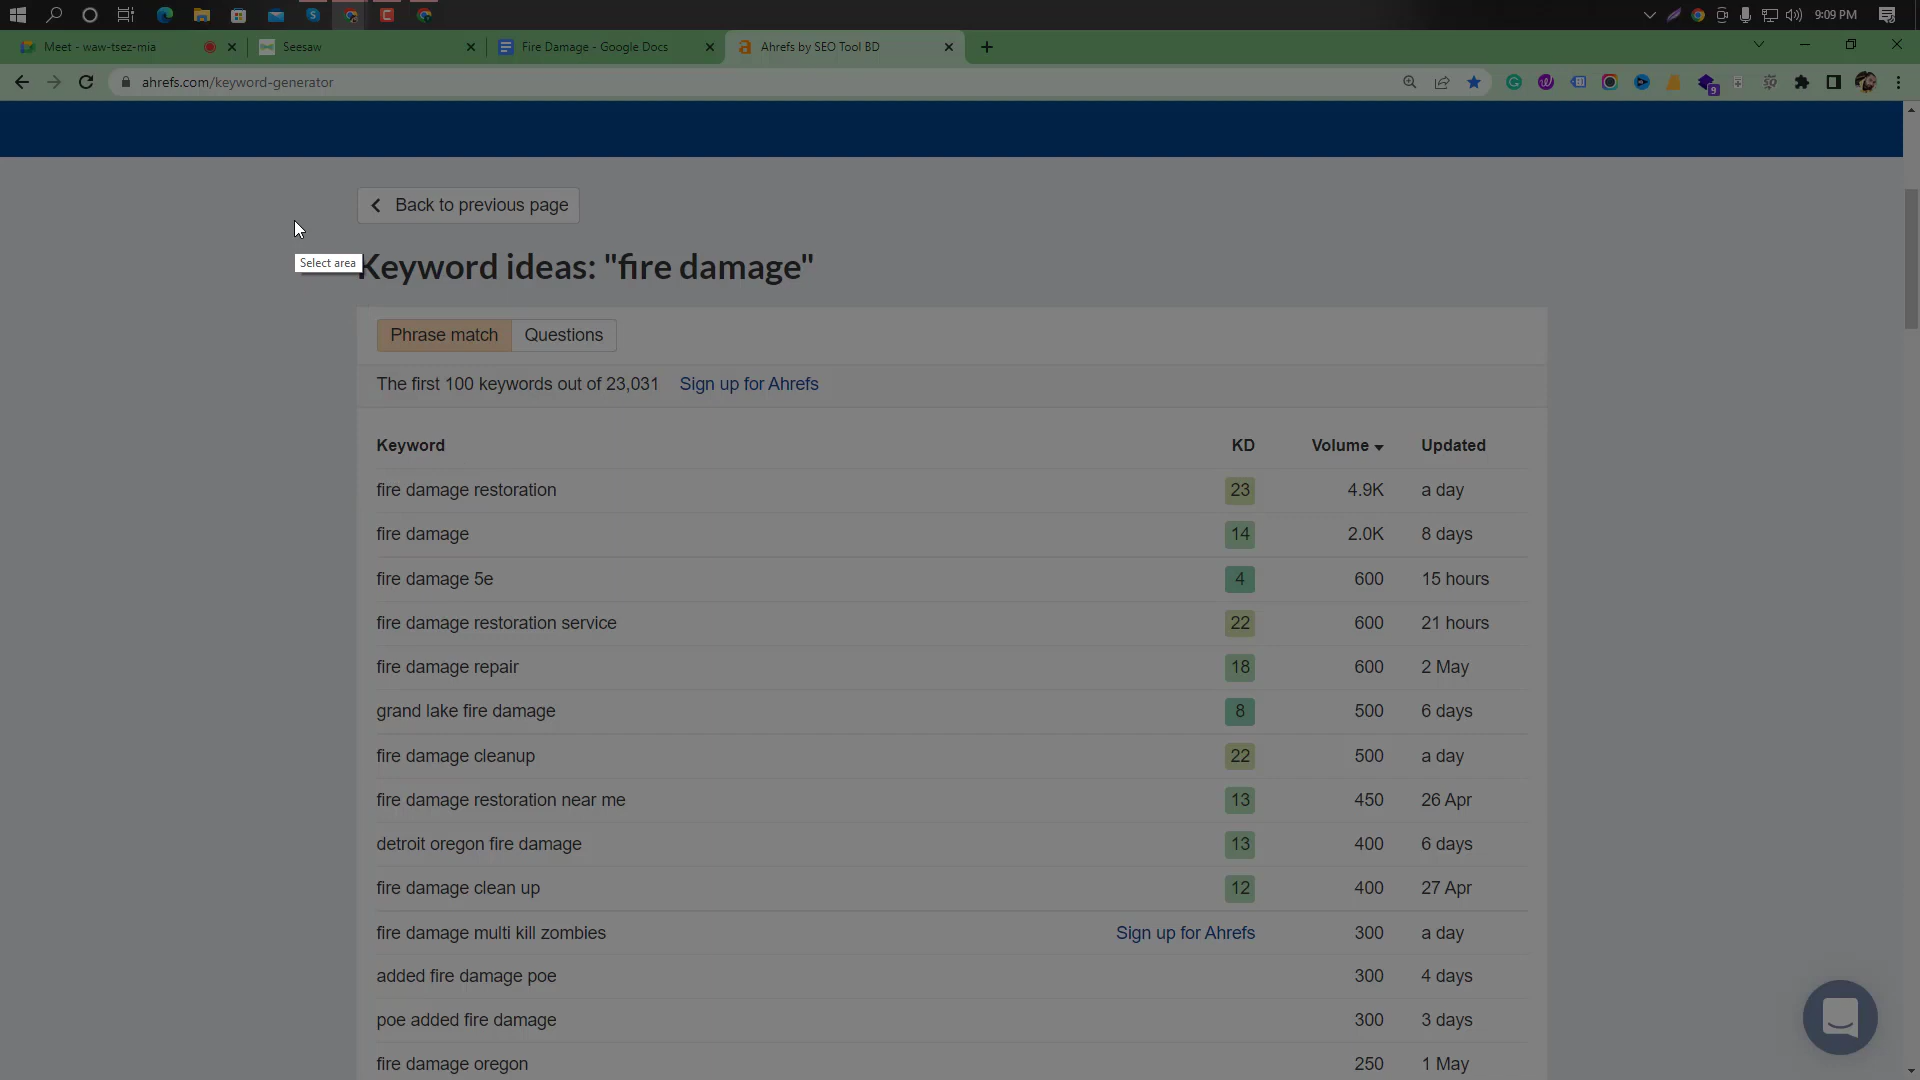 9:09 PM
Meet - waw-tsez-mia
Seesaw
Fire Damage - Google Docs
Ahrefs by SEO Tool BD
ahrefs.com/keyword-generator
9
Back to previous page
Select area
Keyword ideas: "fire damage"
Phrase match Questions
The first 100 keywords out of 23,031 Sign up for Ahrefs
Keyword KD Volume Updated
fire damage restoration 23 4.9K a day
fire damage 14 2.0K 8 days
fire damage 5e 4 600 15 hours
fire damage restoration service 22 600 21 hours
fire damage repair 18 600 2 May
grand lake fire damage 8 500 6 days
fire damage cleanup 22 500 a day
fire damage restoration near me 13 450 26 Apr
detroit oregon fire damage 13 400 6 days
fire damage clean up 12 400 27 Apr
fire damage multi kill zombies Sign up for Ahrefs 300 a day
added fire damage poe 300 4 days
poe added fire damage 300 3 days
fire damage oregon 250 1 May